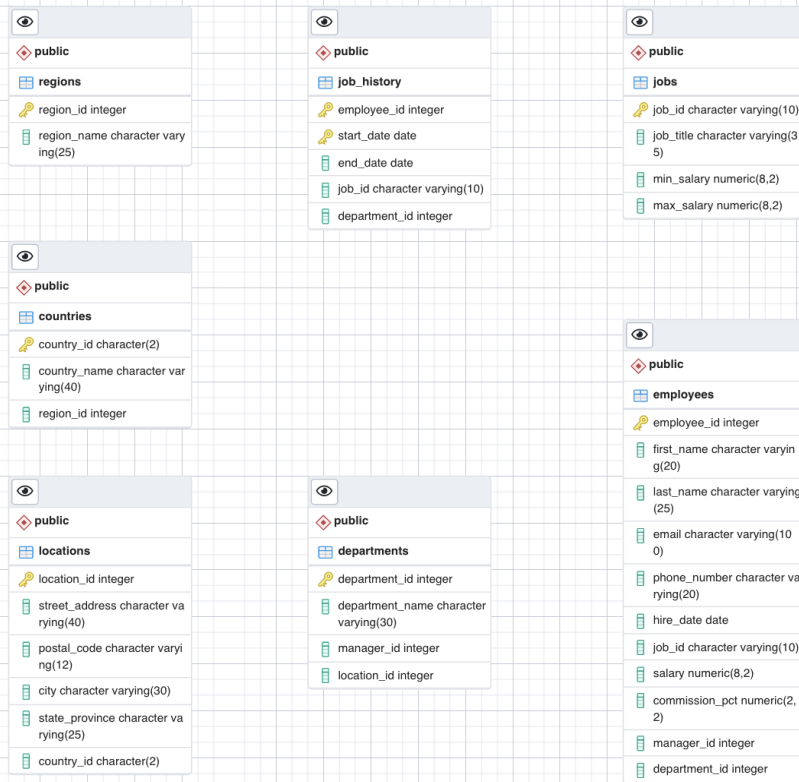 public
regions
region_id integer
region_name character vary
ing(25)
public
job_history
employee_id integer
start_date date
end_date date
job_id character varying(10)
department_id integer
public
jobs
job_id character varying(10)
job_title character varying(3
5)
min_salary numeric(8,2)
max_salary numeric(8,2)
public
countries
country_id character(2)
country_name character var
ying(40)
region_id integer
public
employees
employee_id integer
first_name character varyin
g(20)
last_name character varying
(25)
email character varying(10
0)
phone_number character va
rying(20)
hire_date date
job_id character varying(10)
salary numeric(8,2)
commission_pct numeric(2,
2)
manager_id integer
department_id integer
public
locations
location_id integer
street_address character va
rying(40)
postal_code character varyi
ng(12)
city character varying(30)
state_province character va
rying(25)
country_id character(2)
public
departments
department_id integer
department_name character
varying(30)
manager_id integer
location_id integer